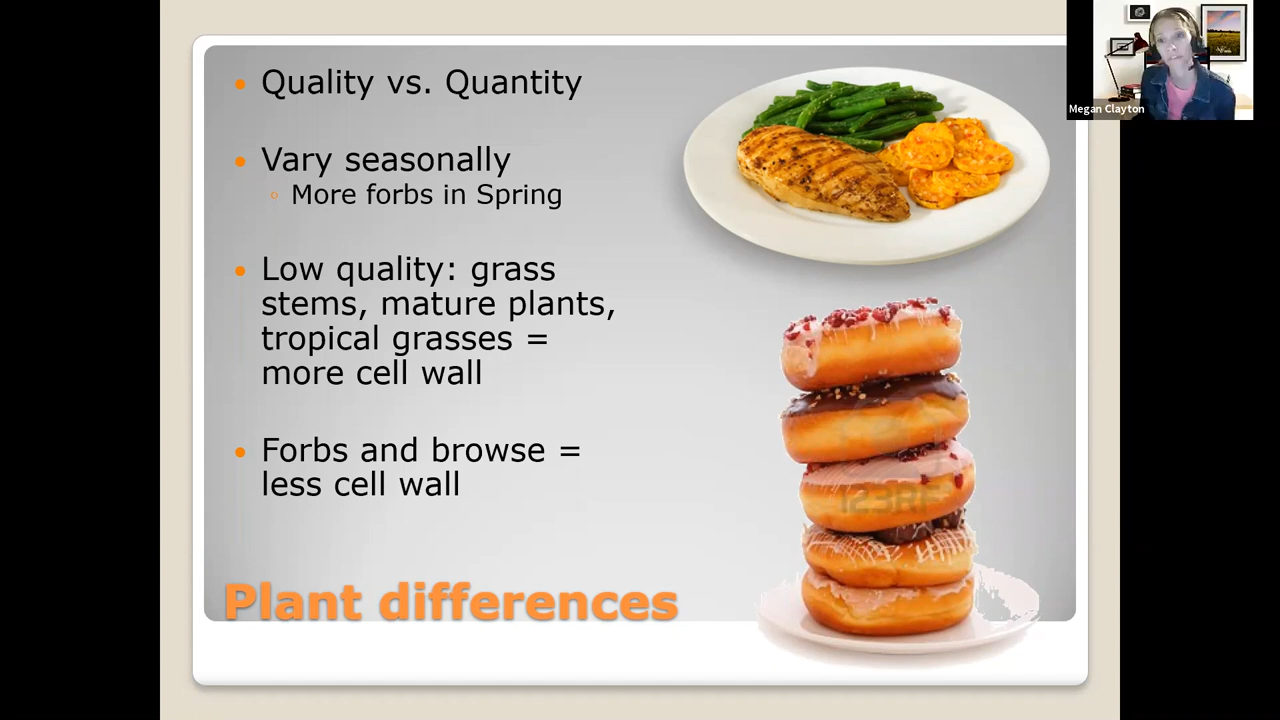 Quality vs. Quantity
Vary seasonally
More forbs in Spring
Low quality: grass
stems, mature plants,
tropical grasses =
more cell wall
Forbs and browse =
less cell wall
Plant differences
123RF
Megan Clayton